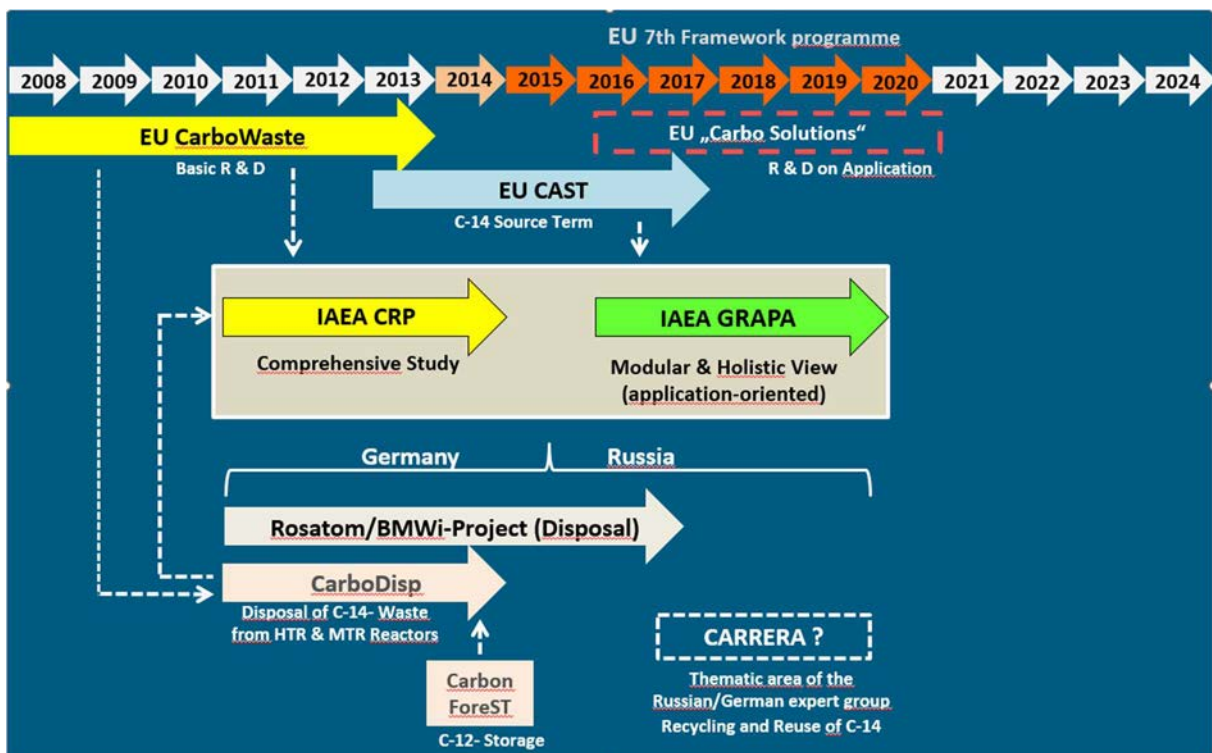 EU 7th Framework programme
2008 2009 2010 2011 2012 2013 2014 2015 2016 2017 2018 2019 2020 2021 2022 2023 2024
EU CarboWaste
EU „Carbo Solutions“
Basic R & D
R & D on Application
EU CAST
C-14 Source Term
IAEA CRP
IAEA GRAPA
Comprehensive Study
Modular & Holistic View
(application-oriented)
Germany
Russia
Rosatom/BMWi-Project (Disposal)
CarboDisp
Disposal of C-14- Waste
from HTR & MTR Reactors
CARRERA ?
Carbon
ForeST
Thematic area of the
Russian/German expert group
Recycling and Reuse of C-14
C-12- Storage